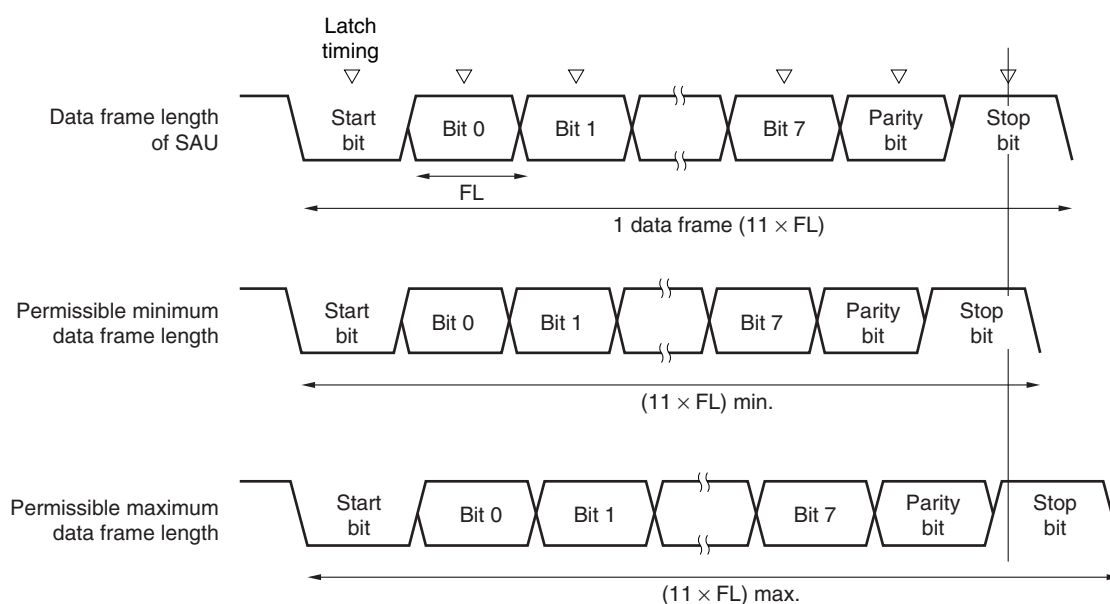 Latch
timing
Data frame length
of SAU
Start
bit
Bit 0
Bit 1
Bit 7
Parity
bit
Stop
bit
FL
1 data frame (11 × FL)
Permissible minimum
data frame length
Start
bit
Bit 0
Bit 1
Bit 7
Parity
bit
Stop
bit
(11 × FL) min.
Permissible maximum
data frame length
Start
bit
Bit 0
Bit 1
Bit 7
Parity
bit
Stop
bit
(11 × FL) max.